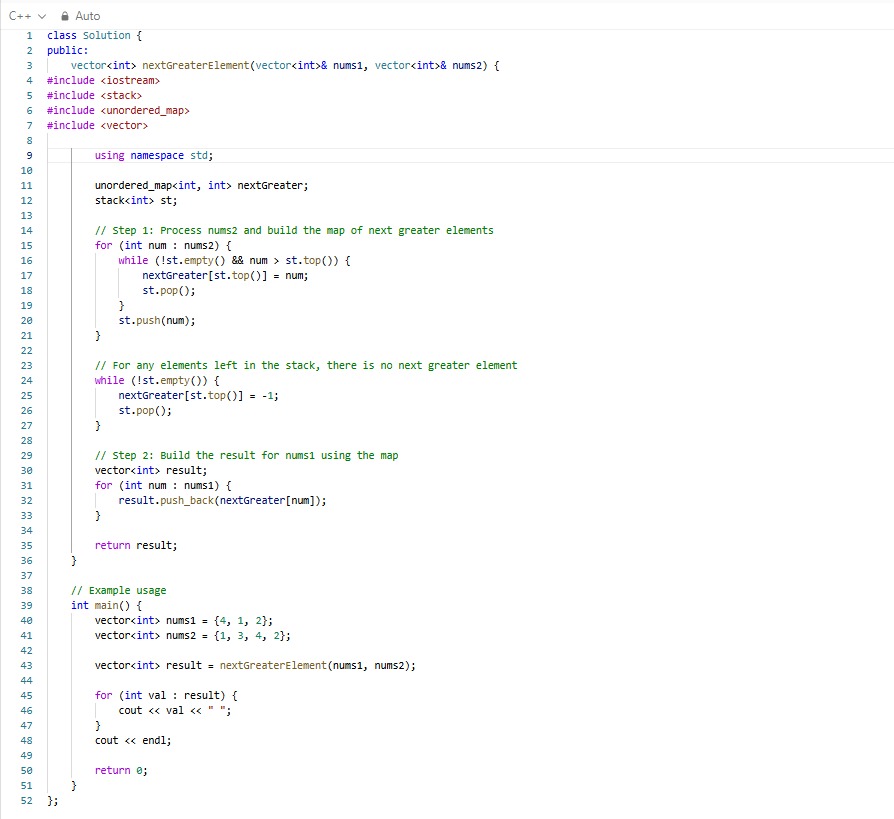 C++ Auto
1 class Solution {
2 public:
3     vector<int> nextGreaterElement(vector<int>& nums1, vector<int>& nums2) {
4 #include <iostream>
5 #include <stack>
6 #include <unordered_map>
7 #include <vector>
8
9         using namespace std;
10
11         unordered_map<int, int> nextGreater;
12         stack<int> st;
13
14         // Step 1: Process nums2 and build the map of next greater elements
15         for (int num : nums2) {
16             while (!st.empty() && num > st.top()) {
17                 nextGreater[st.top()] = num;
18                 st.pop();
19             }
20             st.push(num);
21         }
22
23         // For any elements left in the stack, there is no next greater element
24         while (!st.empty()) {
25             nextGreater[st.top()] = -1;
26             st.pop();
27         }
28
29         // Step 2: Build the result for nums1 using the map
30         vector<int> result;
31         for (int num : nums1) {
32             result.push_back(nextGreater[num]);
33         }
34
35         return result;
36     }
37
38     // Example usage
39     int main() {
40         vector<int> nums1 = {4, 1, 2};
41         vector<int> nums2 = {1, 3, 4, 2};
42
43         vector<int> result = nextGreaterElement(nums1, nums2);
44
45         for (int val : result) {
46             cout << val << " ";
47         }
48         cout << endl;
49
50         return 0;
51     }
52 };